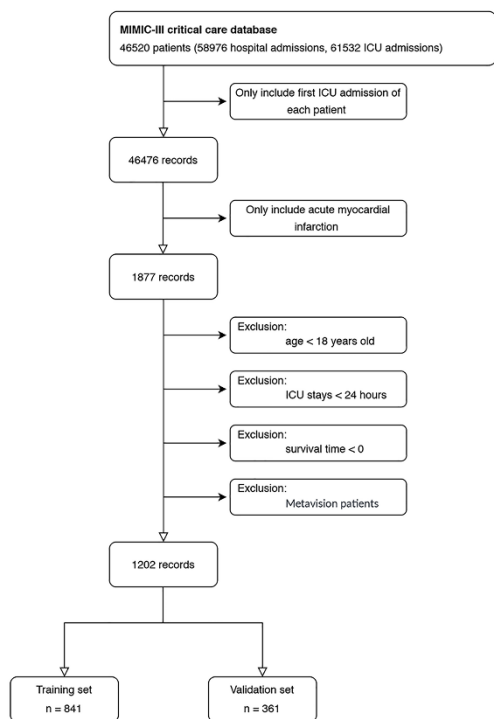 MIMIC-III critical care database
46520 patients (58976 hospital admissions, 61532 ICU admissions)
Only include first ICU admission of
each patient
46476 records
Only include acute myocardial
infarction
1877 records
Exclusion:
age < 18 years old
Exclusion:
ICU stays < 24 hours
Exclusion:
survival time < 0
Exclusion:
Metavision patients
1202 records
Training set
n = 841
Validation set
n = 361